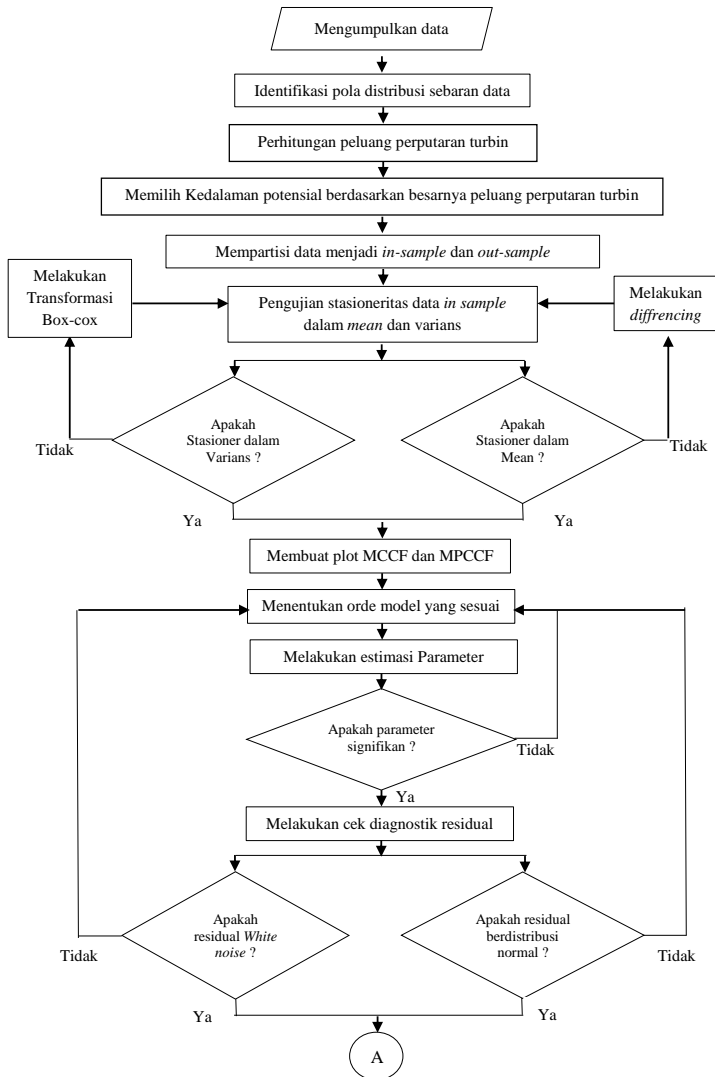 Mengumpulkan data
Identifikasi pola distribusi sebaran data
Perhitungan peluang perputaran turbin
Memilih Kedalaman potensial berdasarkan besarnya peluang perputaran turbin
Mempartisi data menjadi in-sample dan out-sample
Melakukan
Transformasi
Box-cox
Pengujian stasioneritas data in sample
dalam mean dan varians
Melakukan
diffrencing
Apakah
Stasioner dalam
Varians ?
Tidak
Apakah
Stasioner dalam
Mean ?
Tidak
Ya
Ya
Membuat plot MCCF dan MPCCF
Menentukan orde model yang sesuai
Melakukan estimasi Parameter
Apakah parameter
signifikan ?
Tidak
Ya
Melakukan cek diagnostik residual
Apakah
residual White
noise ?
Tidak
Apakah residual
berdistribusi
normal ?
Tidak
Ya
Ya
A